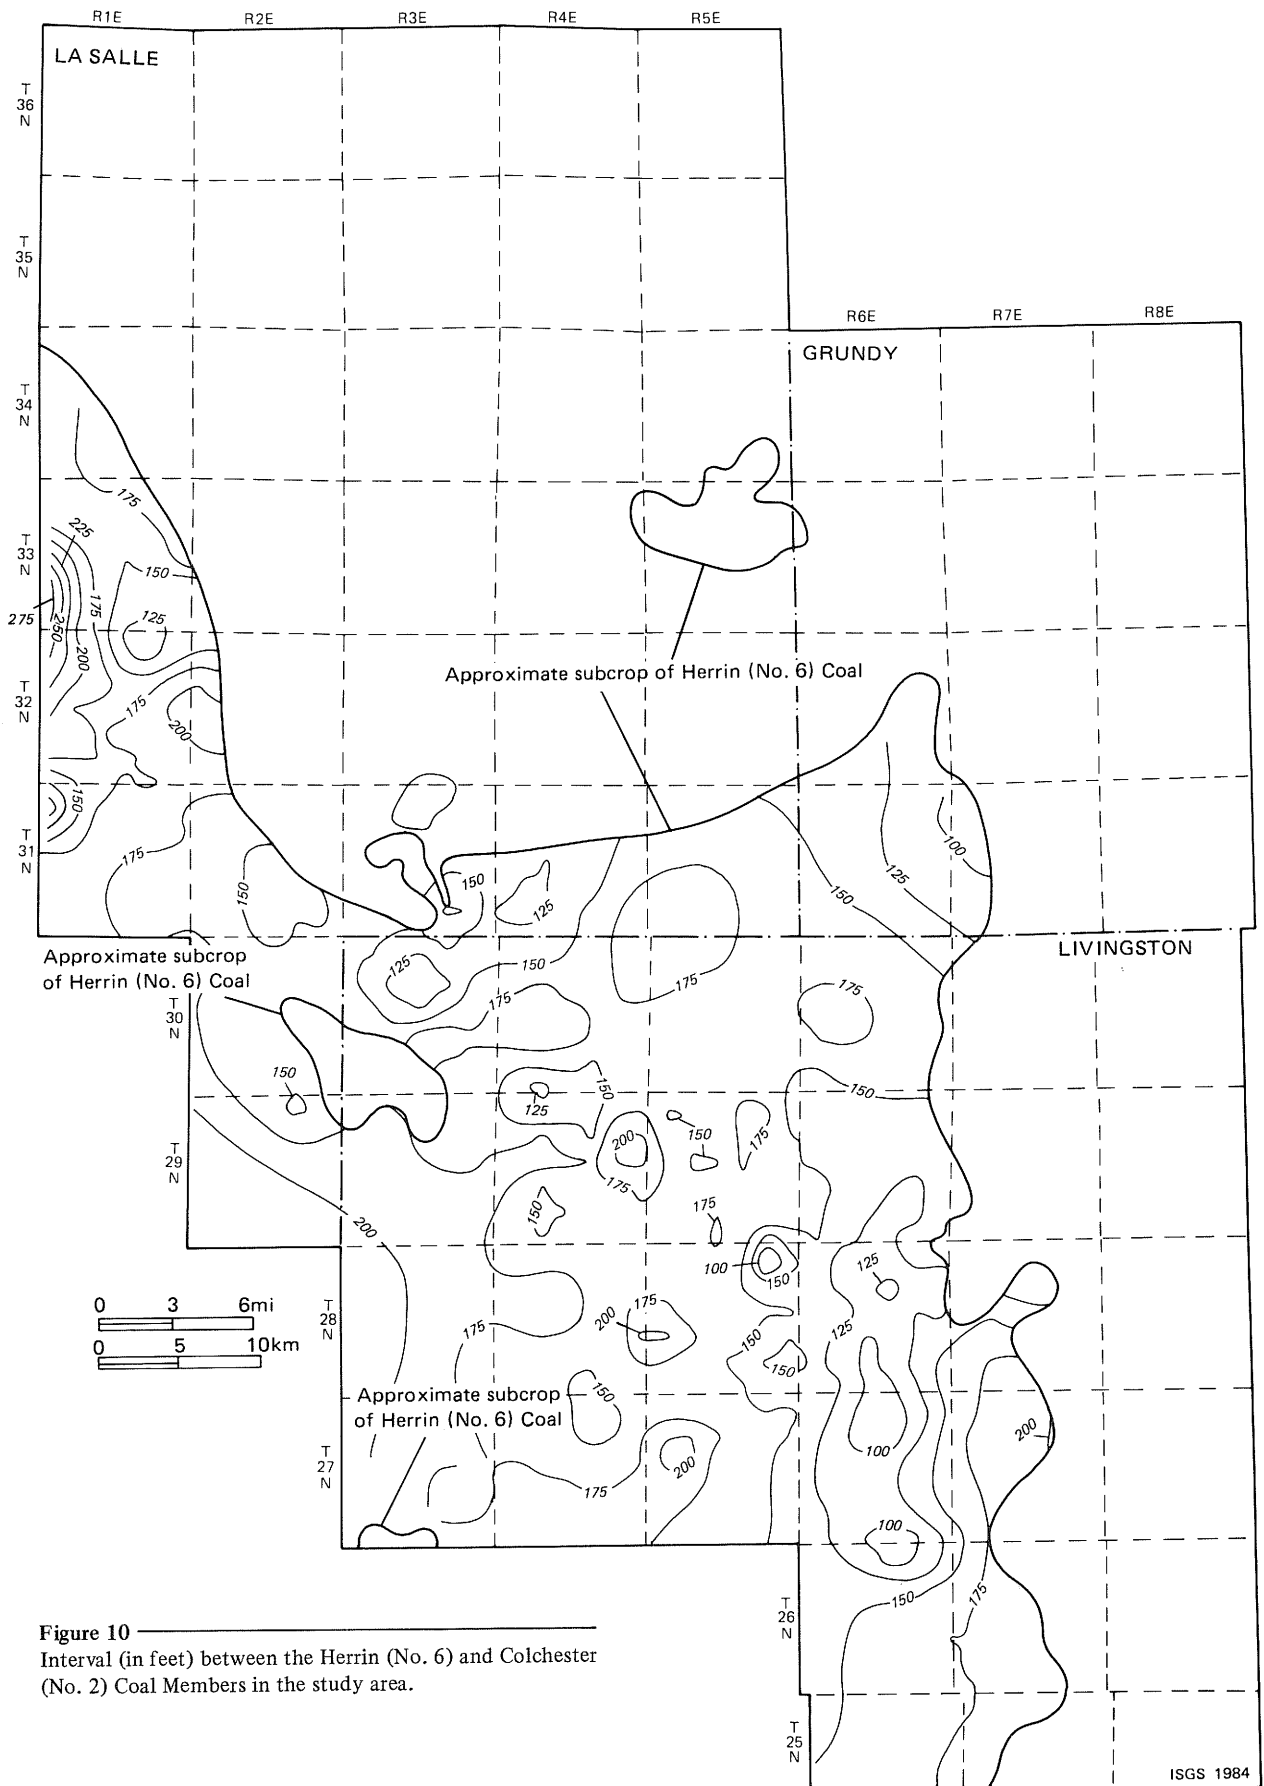 R1E R2E R3E R4E R5E
LA SALLE
T
36
N
T
35
N
R6E R7E R8E
GRUNDY
T
34
N
175
225
T
33
N
150
175
275
125
250
200
Approximate subcrop of Herrin (No. 6) Coal
T
32
N
175
200
150
T
31
N
175
150
150
125
100
125
150
Approximate subcrop
of Herrin (No. 6) Coal
LIVINGSTON
125
150
175
175
175
T
30
N
150
150
125
150
200
150
175
T
29
N
175
175
150
200
100
150
125
0 3 6mi
0 5 10km
T
28
N
175
200
175
150
125
150
Approximate subcrop
of Herrin (No. 6) Coal
150
200
100
T
27
N
200
175
100
Figure 10
Interval (in feet) between the Herrin (No. 6) and Colchester
(No. 2) Coal Members in the study area.
T
26
N
150
175
T
25
N
ISGS 1984